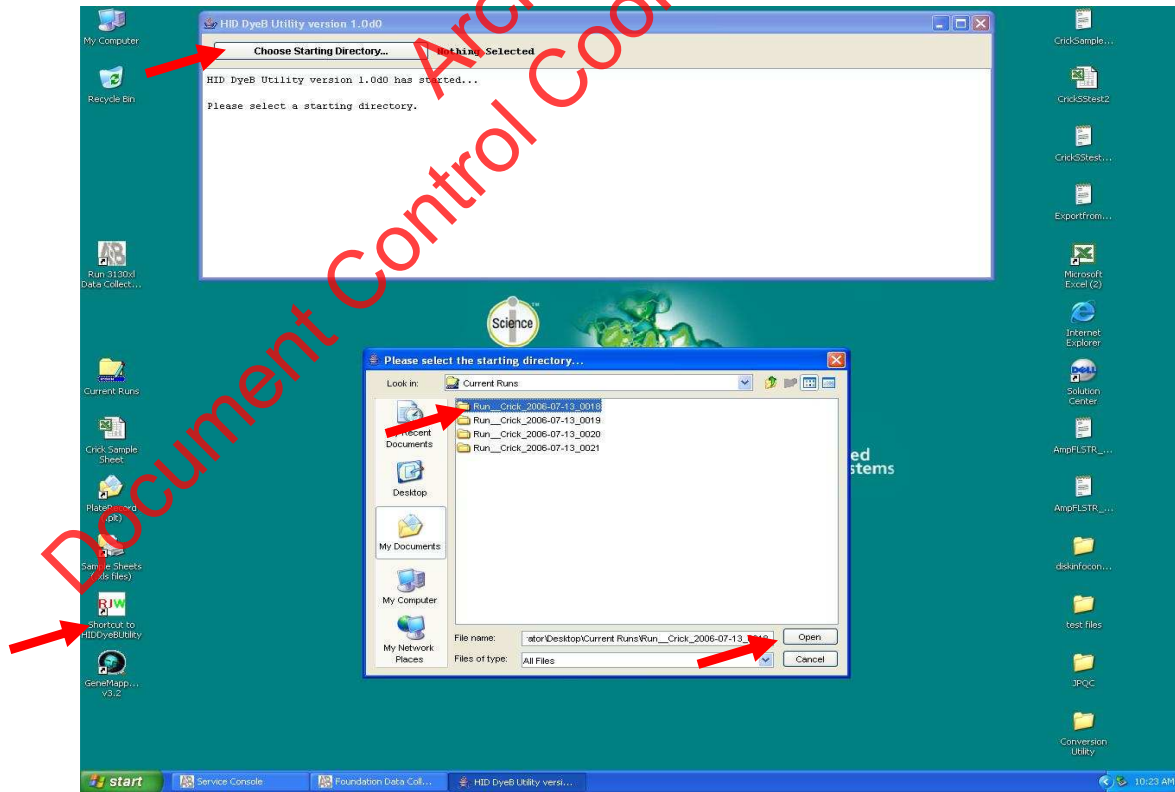 My Computer
Recycle Bin
Run 3130xl
Data Collect...
Current Runs
Crick Sample
Sheet
PlateRecord
(.plt)
Sample Sheets
(.xls files)
RJW
Shortcut to
HIDDyeBUtility
GeneMapp...
v3.2
HID DyeB Utility version 1.0d0
Choose Starting Directory...
Nothing Selected
HID DyeB Utility version 1.0d0 has started...
Please select a starting directory.
Science
TM
Please select the starting directory...
Look in:
Current Runs
Run__Crick_2006-07-13_0018
Run__Crick_2006-07-13_0019
Run__Crick_2006-07-13_0020
Run__Crick_2006-07-13_0021
My Recent
Documents
Desktop
My Documents
My Computer
My Network
Places
File name:
ator\Desktop\Current Runs\Run__Crick_2006-07-13_0018
Open
Files of type:
All Files
Cancel
ed
stems
CrickSample...
CrickSStest2
CrickSStest...
Exportfrom...
Microsoft
Excel (2)
Internet
Explorer
DELL
Solution
Center
AmpFLSTR_...
AmpFLSTR_...
diskinfocon...
test files
JPQC
Conversion
Utility
start
Service Console
Foundation Data Coll...
HID DyeB Utility versi...
10:23 AM
Document Control Coo
Arc